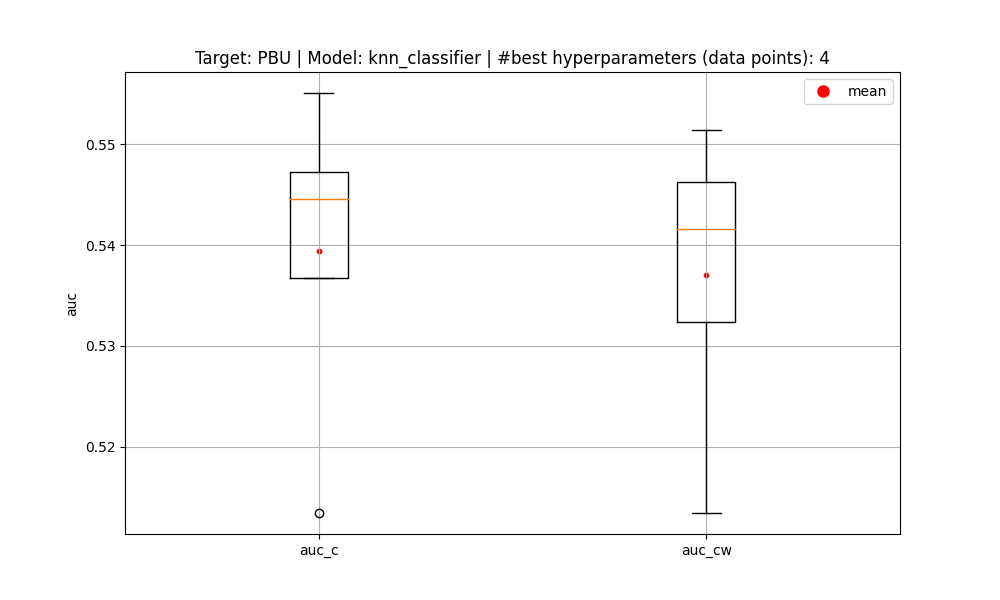 Target: PBU | Model: knn_classifier | #best hyperparameters (data points): 4
mean
0.55
0.54
0.53
0.52
auc
auc_c
auc_cw